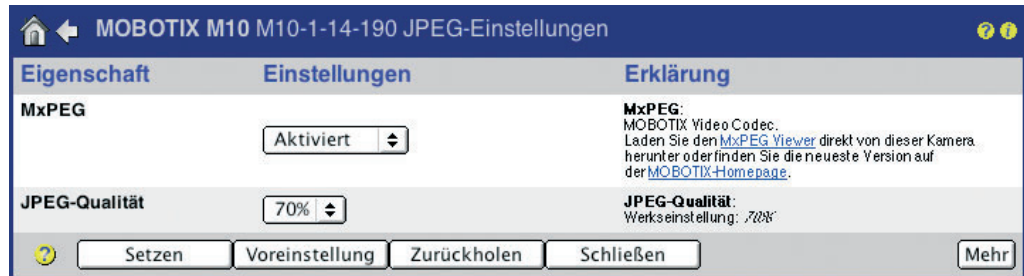 MOBOTIX M10 M10-1-14-190 JPEG-Einstellungen
Eigenschaft Einstellungen Erklärung
MxPEG
Aktiviert
MxPEG:
MOBOTIX Video Codec.
Laden Sie den MxPEG Viewer direkt von dieser Kamera
herunter oder finden Sie die neueste Version auf
der MOBOTIX-Homepage.
JPEG-Qualität
70%
JPEG-Qualität:
Werkseinstellung: 70%
Setzen Voreinstellung Zurückholen Schließen Mehr